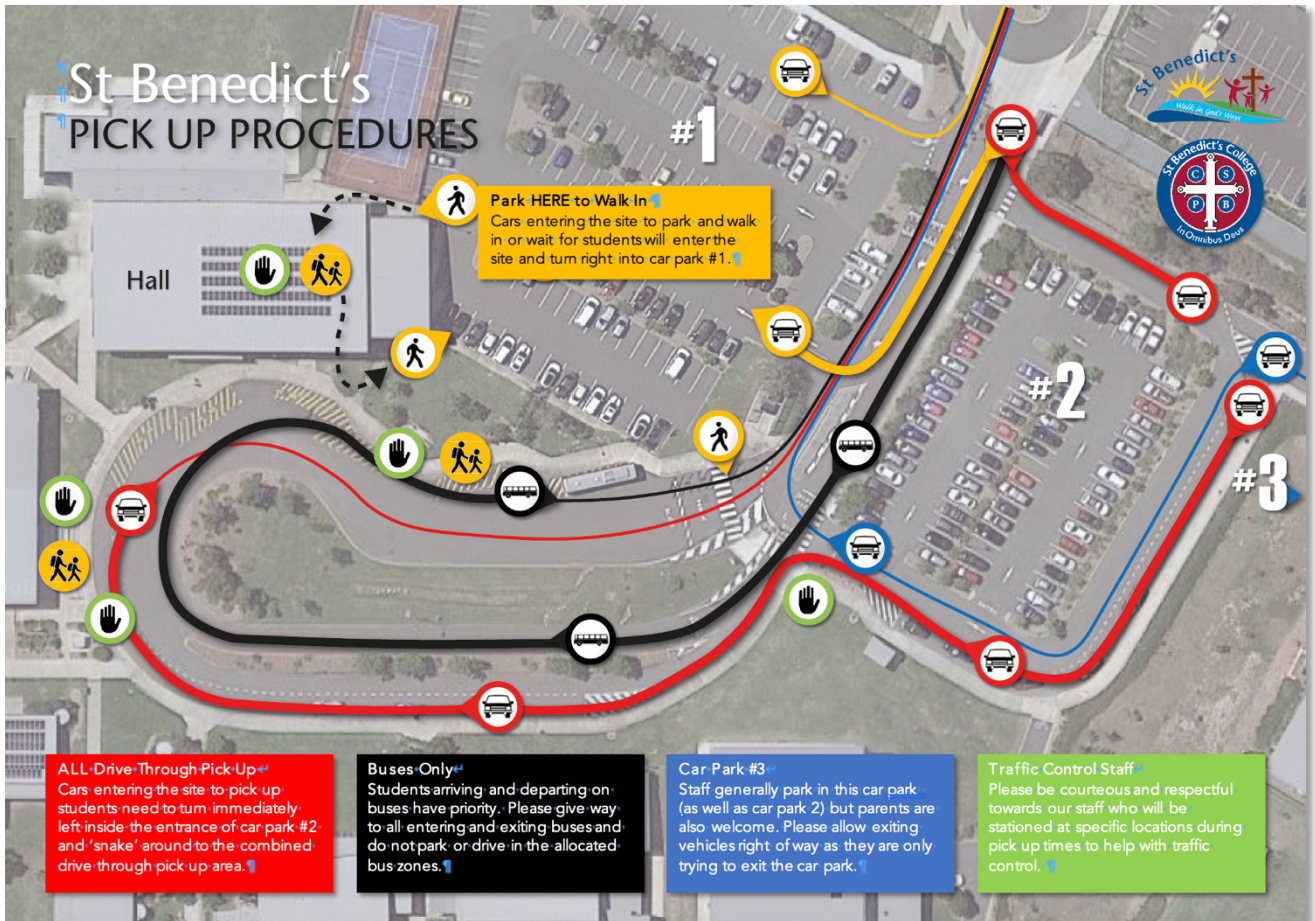 St Benedict's
PICK UP PROCEDURES
#1
St Benedict's
Walk in God's Ways
St Benedict's College
C S
P B
In Omnibus Deus
Park HERE to Walk In
Cars entering the site to park and walk
in or wait for students will enter the
site and turn right into car park #1.
Hall
#2
#3
ALL Drive Through Pick Up
Cars entering the site to pick up
students need to turn immediately
left inside the entrance of car park #2
and 'snake' around to the combined
drive through pick up area.
Buses Only
Students arriving and departing on
buses have priority. Please give way
to all entering and exiting buses and
do not park or drive in the allocated
bus zones.
Car Park #3
Staff generally park in this car park
(as well as car park 2) but parents are
also welcome. Please allow exiting
vehicles right of way as they are only
trying to exit the car park.
Traffic Control Staff
Please be courteous and respectful
towards our staff who will be
stationed at specific locations during
pick up times to help with traffic
control.